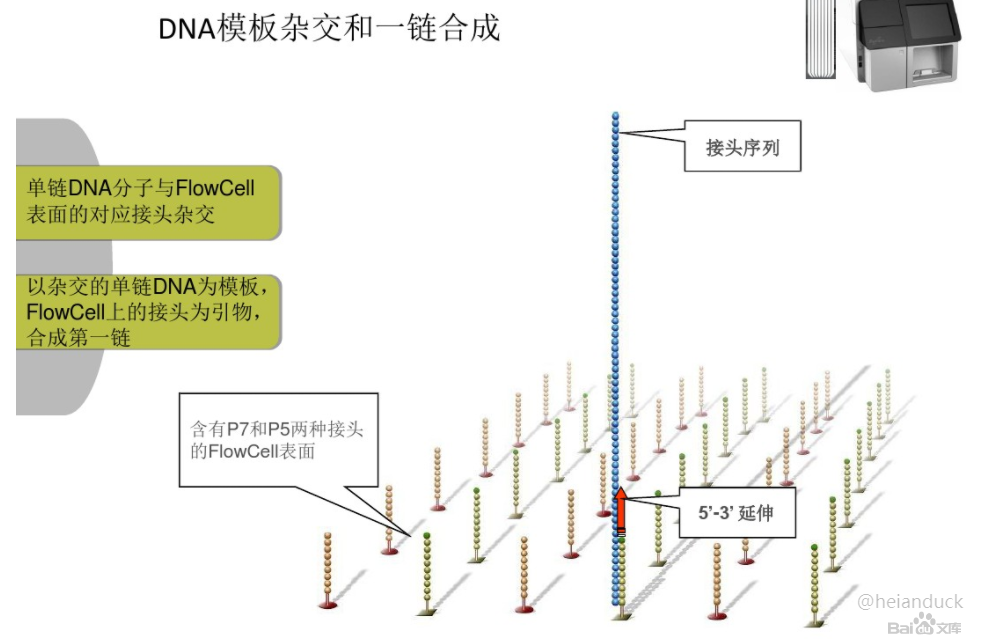 DNA模板杂交和一链合成
接头序列
单链DNA分子与FlowCell
表面的对应接头杂交
以杂交的单链DNA为模板，
FlowCell上的接头为引物，
合成第一链
含有P7和P5两种接头
的FlowCell表面
5’-3’ 延伸
@heianduck
Bai du 文库